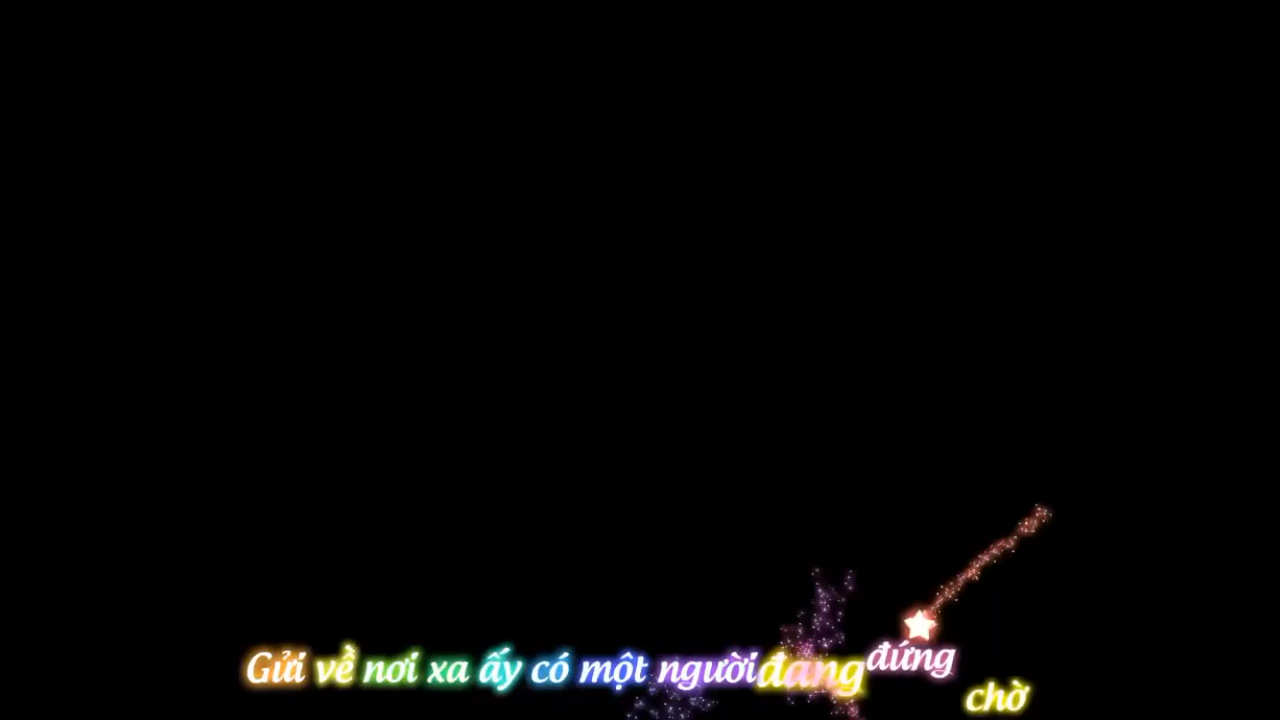 Gửi về nơi xa ấy có một người đang đứng chờ